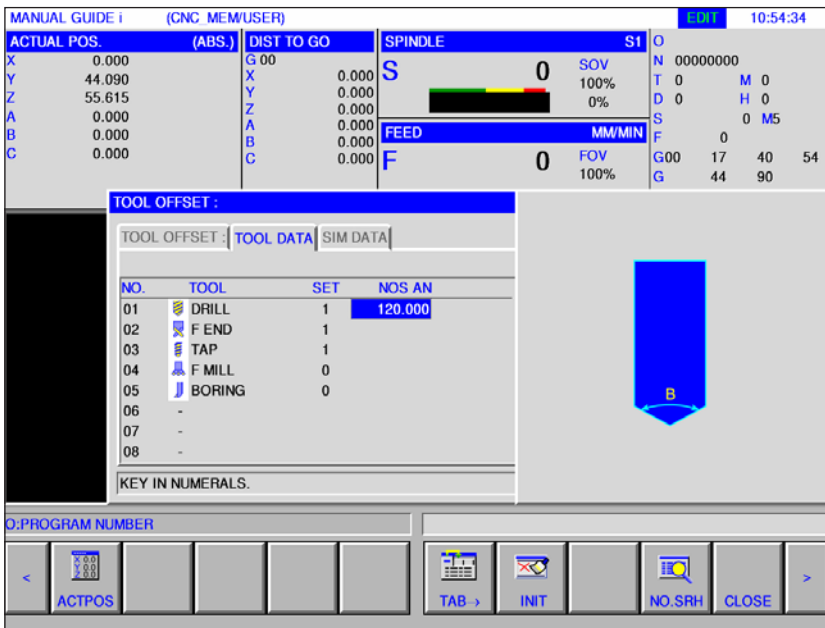 MANUAL GUIDE i (CNC_MEM/USER) EDIT 10:54:34
ACTUAL POS. (ABS.)
X 0.000
Y 44.090
Z 55.615
A 0.000
B 0.000
C 0.000
DIST TO GO
G 00
X 0.000
Y 0.000
Z 0.000
A 0.000
B 0.000
C 0.000
SPINDLE S1
S 0 SOV
100%
0%
FEED MM/MIN
F 0 FOV
100%
O
N 00000000
T 0 M 0
D 0 H 0
S 0 M5
F 0
G00 17 40 54
G 44 90
TOOL OFFSET :
TOOL OFFSET : TOOL DATA SIM DATA
NO. TOOL SET NOS AN
01 DRILL 1 120.000
02 F END 1
03 TAP 1
04 F MILL 0
05 BORING 0
06 -
07 -
08 -
KEY IN NUMERALS.
B
O:PROGRAM NUMBER
< ACTPOS TAB→ INIT NO.SRH CLOSE >